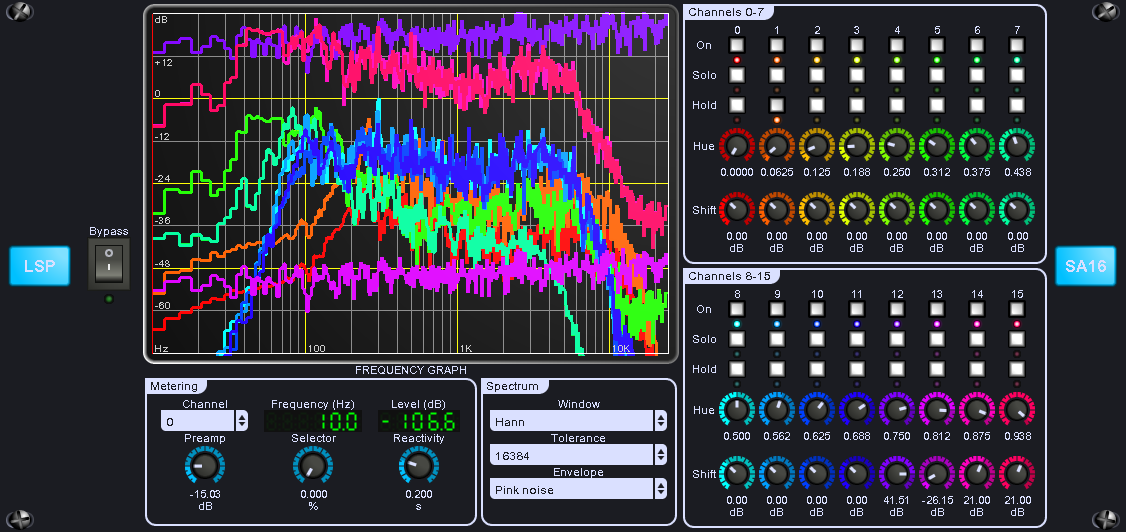 dB
+12
0
-12
-24
-36
-48
-60
Hz 100 1K 10K
FREQUENCY GRAPH
LSP
Bypass
Metering
Channel Frequency (Hz) Level (dB)
0 10.0 -106.6
Preamp Selector Reactivity
-15.03 0.000 0.200
dB % s
Spectrum
Window
Hann
Tolerance
16384
Envelope
Pink noise
Channels 0-7
0 1 2 3 4 5 6 7
On
Solo
Hold
Hue
0.0000 0.0625 0.125 0.188 0.250 0.312 0.375 0.438
Shift
0.00 0.00 0.00 0.00 0.00 0.00 0.00 0.00
dB dB dB dB dB dB dB dB
Channels 8-15
8 9 10 11 12 13 14 15
On
Solo
Hold
Hue
0.500 0.562 0.625 0.688 0.750 0.812 0.875 0.938
Shift
0.00 0.00 0.00 0.00 41.51 -26.15 21.00 21.00
dB dB dB dB dB dB dB dB
SA16